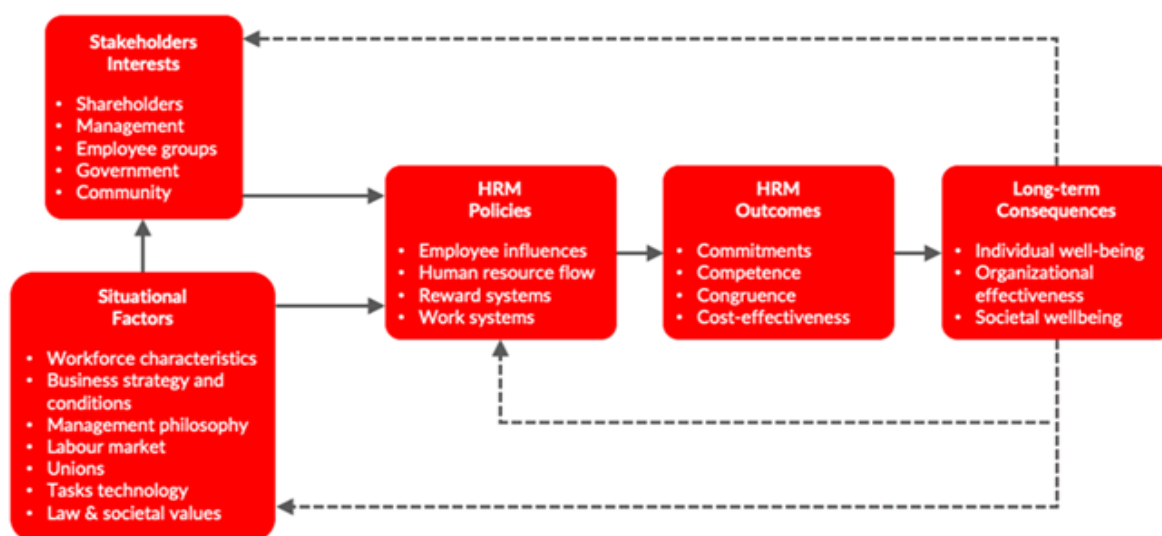 Stakeholders
Interests
• Shareholders
• Management
• Employee groups
• Government
• Community
Situational
Factors
• Workforce characteristics
• Business strategy and
conditions
• Management philosophy
• Labour market
• Unions
• Tasks technology
• Law & societal values
HRM
Policies
• Employee influences
• Human resource flow
• Reward systems
• Work systems
HRM
Outcomes
• Commitments
• Competence
• Congruence
• Cost-effectiveness
Long-term
Consequences
• Individual well-being
• Organizational
effectiveness
• Societal wellbeing